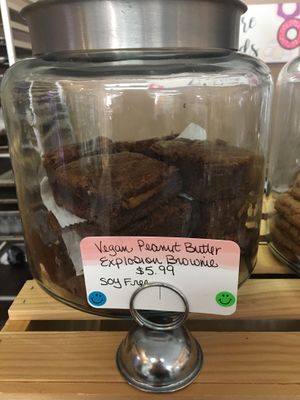 Vegan Peanut Butter
Explosion Brownie
$5.99
Soy Free